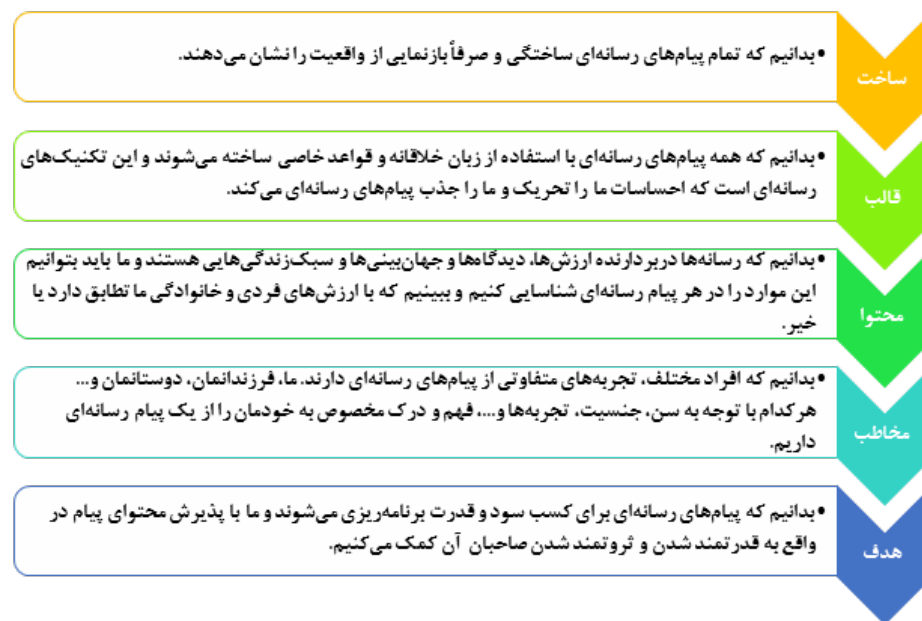 ساخت
•بدانیم که تمام پیام‌های رسانه‌ای ساختگی و صرفاً بازنمایی از واقعیت را نشان می‌دهند.
قالب
•بدانیم که همه پیام‌های رسانه‌ای با استفاده از زبان خلاقانه و قواعد خاصی ساخته می‌شوند و این تکنیک‌های
رسانه‌ای است که احساسات ما را تحریک و ما را جذب پیام‌های رسانه‌ای می‌کند.
محتوا
•بدانیم که رسانه‌ها دربردارنده ارزش‌ها، دیدگاه‌ها و جهان‌بینی‌ها و سبک‌زندگی‌هایی هستند و ما باید بتوانیم
این موارد را در هر پیام رسانه‌ای شناسایی کنیم و ببینیم که با ارزش‌های فردی و خانوادگی ما تطابق دارد یا
خیر.
مخاطب
•بدانیم که افراد مختلف، تجربه‌های متفاوتی از پیام‌های رسانه‌ای دارند. ما، فرزندانمان، دوستانمان و...
هرکدام با توجه به سن، جنسیت، تجربه‌ها و...، فهم و درک مخصوص به خودمان را از یک پیام رسانه‌ای
داریم.
هدف
•بدانیم که پیام‌های رسانه‌ای برای کسب سود و قدرت برنامه‌ریزی می‌شوند و ما با پذیرش محتوای پیام در
واقع به قدرتمند شدن و ثروتمند شدن صاحبان آن کمک می‌کنیم.